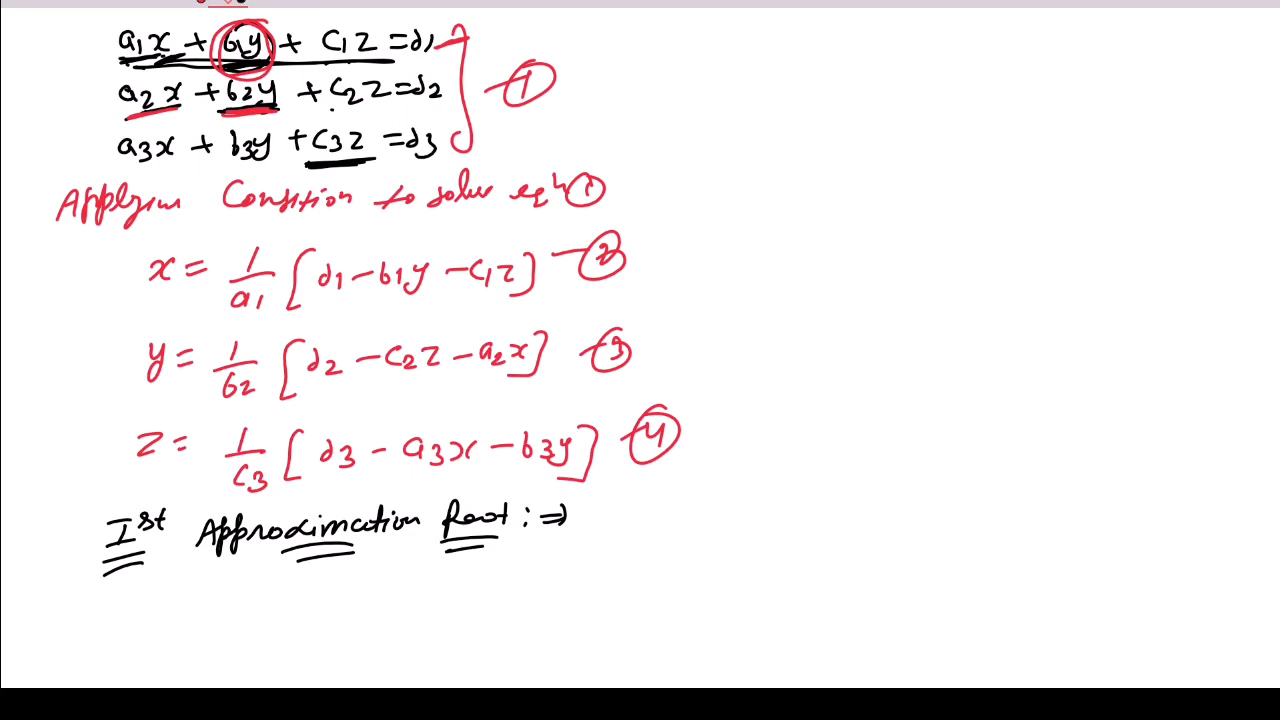 a1x + b1y + c1z = d1
a2x + b2y + c2z = d2 — 1
a3x + b3y + c3z = d3
Applyin Condition to solve eqn 1
x = 1/a1 [d1 - b1y - c1z] — 2
y = 1/b2 [d2 - c2z - a2x] — 3
z = 1/c3 [d3 - a3x - b3y] — 4
Ist Approximation Root : ⇒